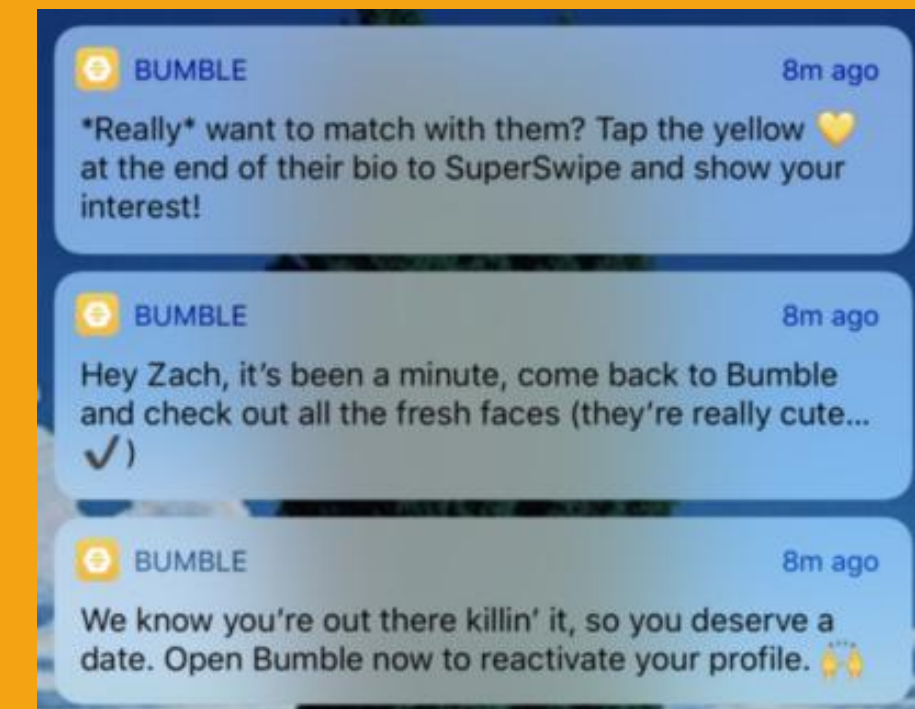 BUMBLE 8m ago
*Really* want to match with them? Tap the yellow 💛
at the end of their bio to SuperSwipe and show your
interest!
BUMBLE 8m ago
Hey Zach, it’s been a minute, come back to Bumble
and check out all the fresh faces (they’re really cute...
✔️)
BUMBLE 8m ago
We know you’re out there killin’ it, so you deserve a
date. Open Bumble now to reactivate your profile. 🙌